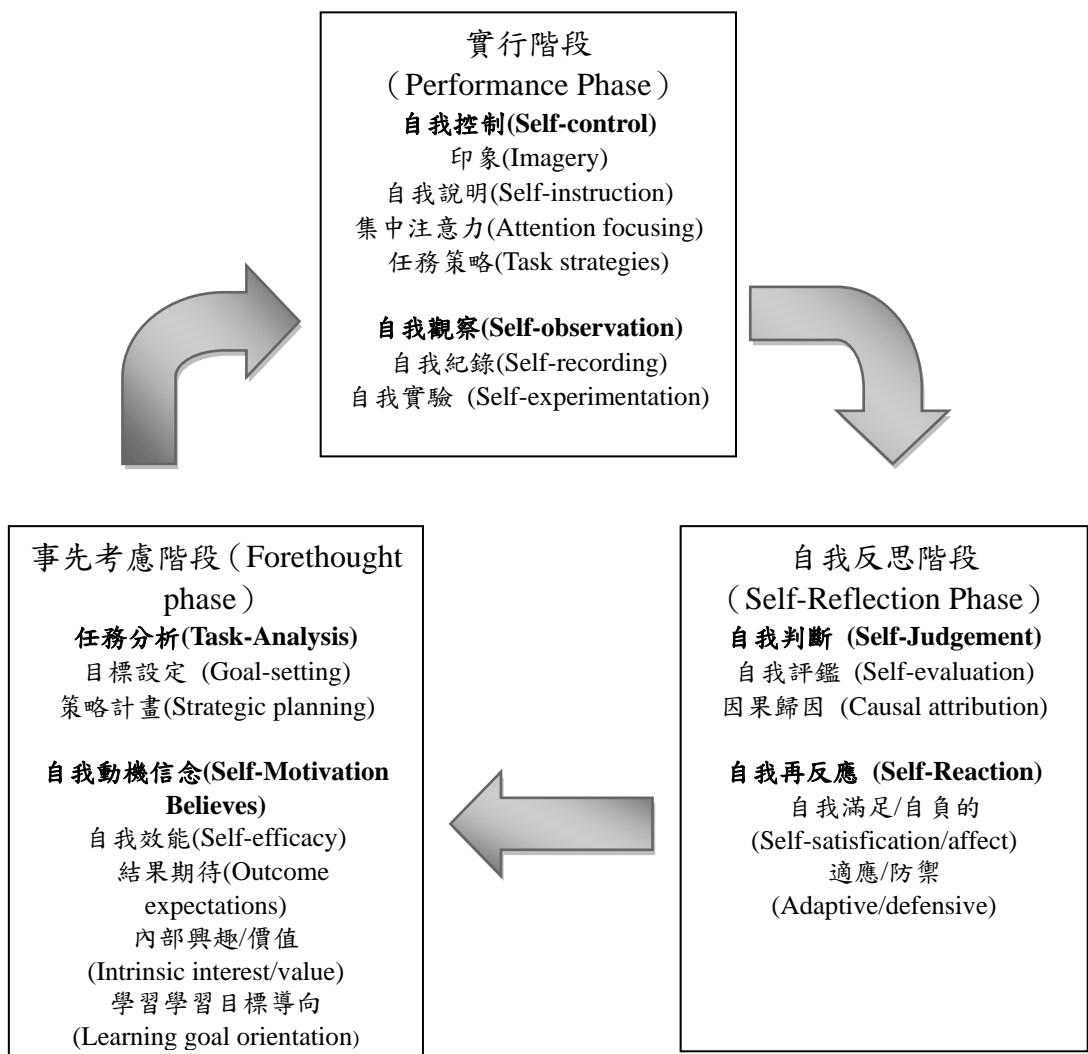 實行階段
（Performance Phase）
自我控制(Self-control)
印象(Imagery)
自我說明(Self-instruction)
集中注意力(Attention focusing)
任務策略(Task strategies)
自我觀察(Self-observation)
自我紀錄(Self-recording)
自我實驗 (Self-experimentation)
事先考慮階段（Forethought
phase）
任務分析(Task-Analysis)
目標設定 (Goal-setting)
策略計畫(Strategic planning)
自我動機信念(Self-Motivation
Believes)
自我效能(Self-efficacy)
結果期待(Outcome
expectations)
內部興趣/價值
(Intrinsic interest/value)
學習學習目標導向
(Learning goal orientation)
自我反思階段
（Self-Reflection Phase）
自我判斷 (Self-Judgement)
自我評鑑 (Self-evaluation)
因果歸因 (Causal attribution)
自我再反應 (Self-Reaction)
自我滿足/自負的
(Self-satisfication/affect)
適應/防禦
(Adaptive/defensive)